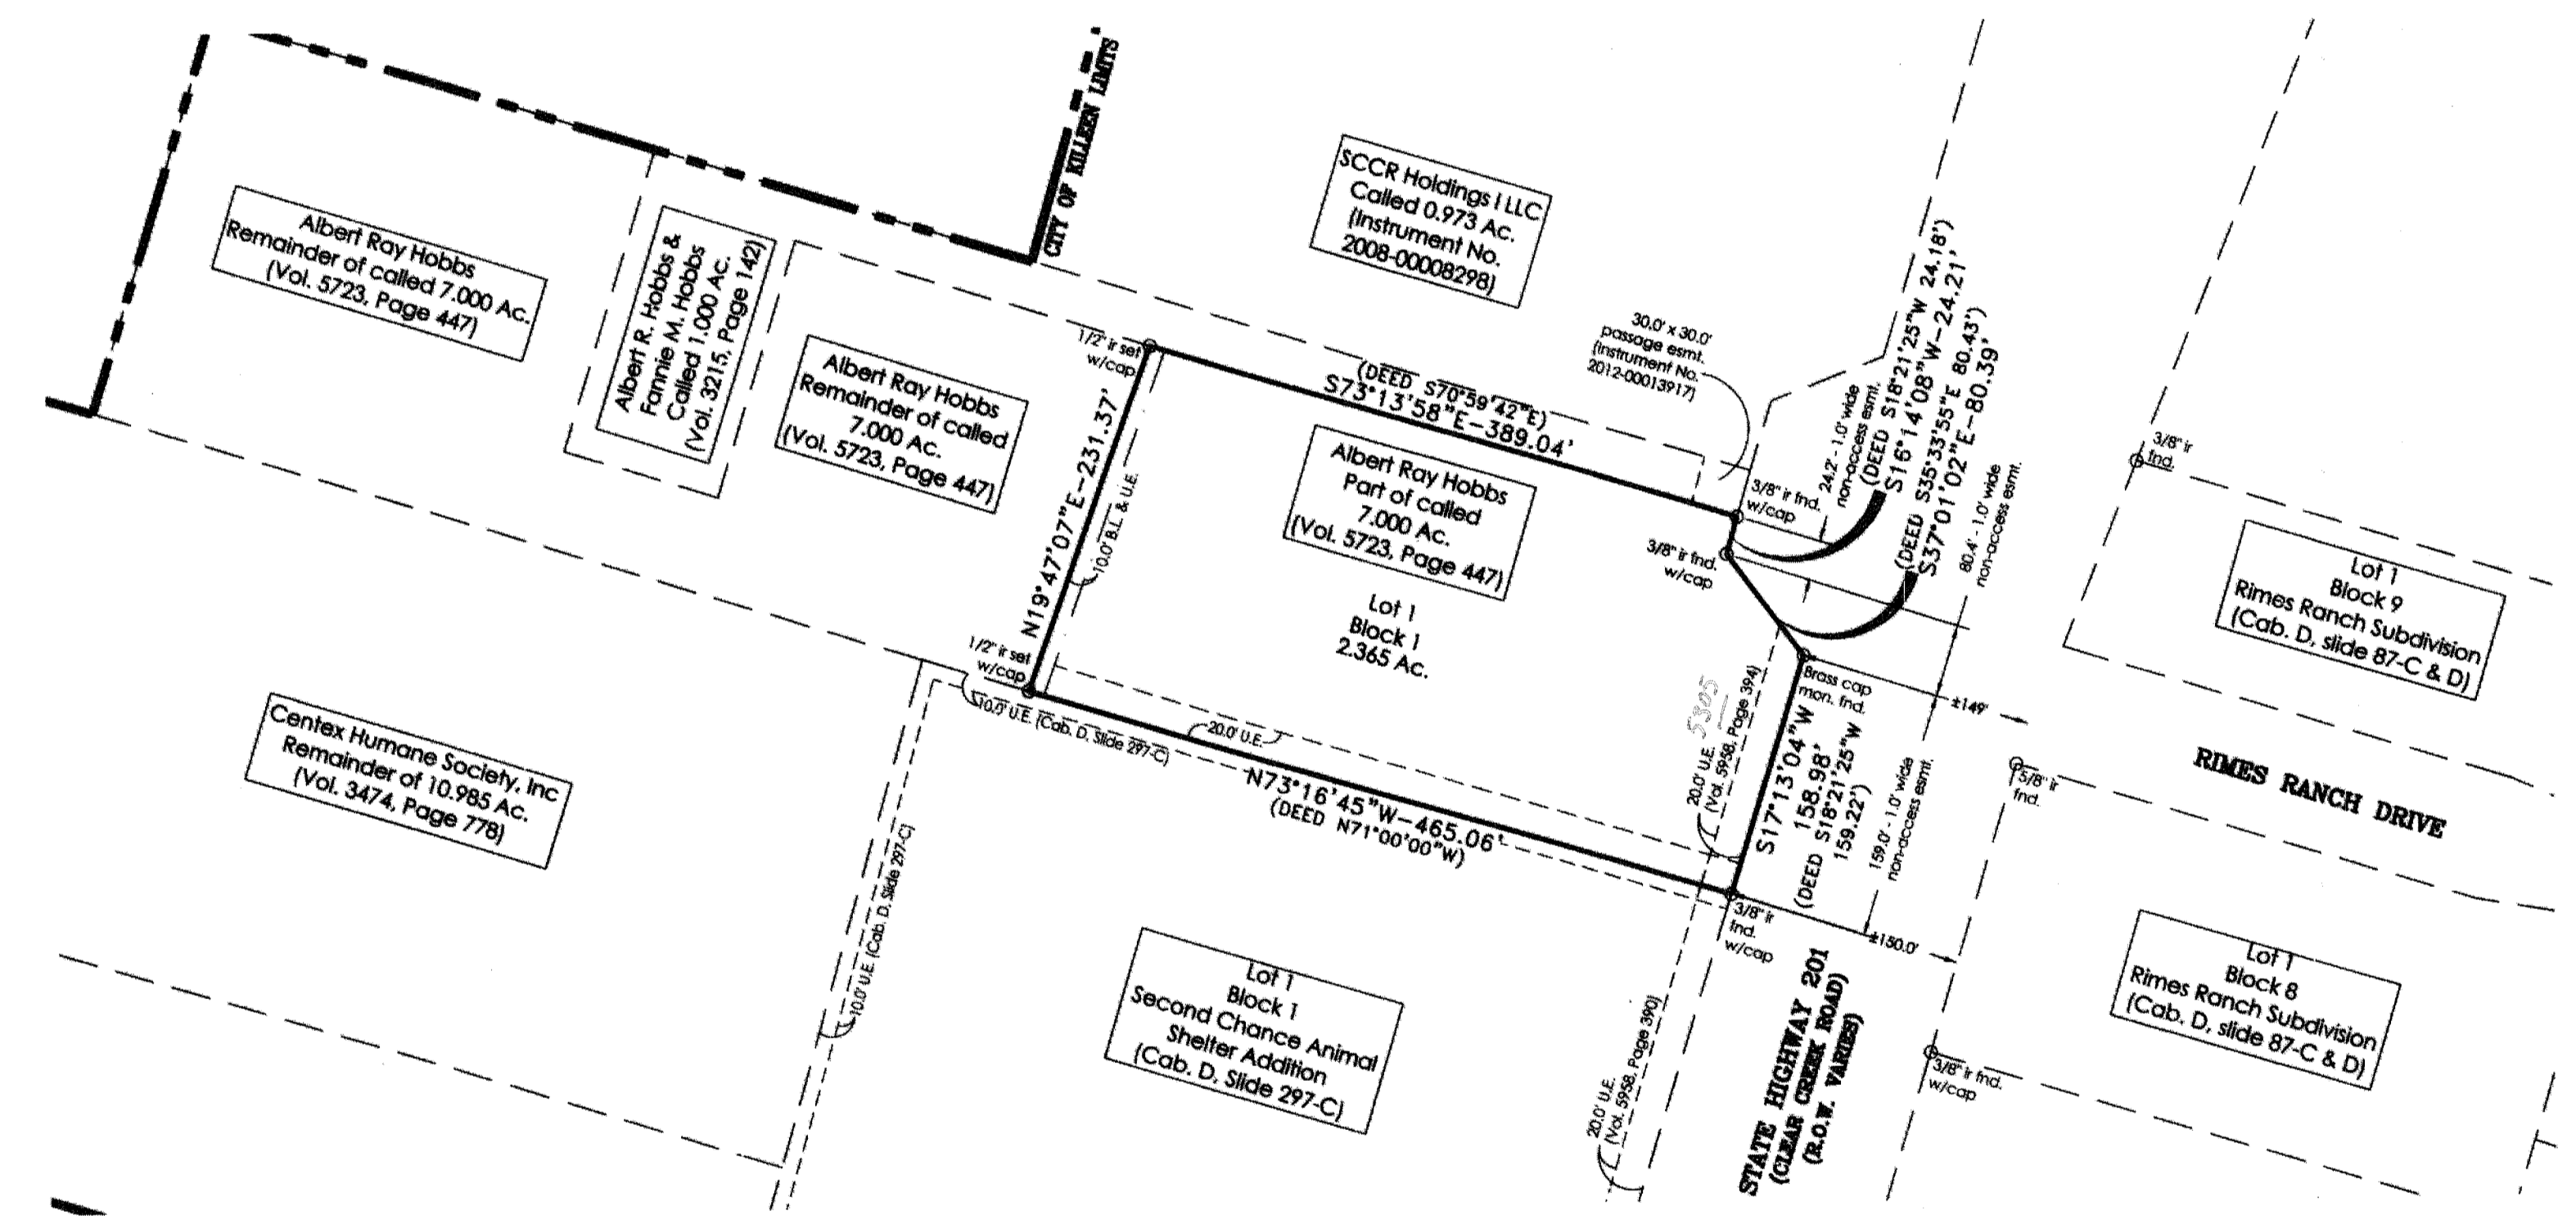 CITY OF KILLEEN LIMITS
SCCR Holdings I LLC
Called 0.973 Ac.
(Instrument No.
2008-00008298)
Albert Ray Hobbs
Remainder of called 7.000 Ac.
(Vol. 5723, Page 447)
Albert R. Hobbs &
Fannie M. Hobbs
Called 1.000 Ac.
(Vol. 3215, Page 142)
Albert Ray Hobbs
Remainder of called
7.000 Ac.
(Vol. 5723, Page 447)
1/2" ir set
w/cap
(DEED S70°59'42"E)
S73°13'58"E-389.04'
30.0' x 30.0'
passage esmt.
(Instrument No.
2012-00013917)
24.2' - 1.0' wide
non-access esmt.
(DEED S18°21'25"W 24.18')
S16°14'08"W-24.21'
(DEED S35°33'55"E 80.43')
S37°01'02"E-80.39'
80.4' - 1.0' wide
non-access esmt.
3/8" ir fnd.
w/cap
3/8" ir fnd.
w/cap
3/8" ir
fnd.
N19°47'07"E-231.37'
10.0' B.L. & U.E.
Albert Ray Hobbs
Part of called
7.000 Ac.
(Vol. 5723, Page 447)
Lot 1
Block 1
2.365 Ac.
Lot 1
Block 9
Rimes Ranch Subdivision
(Cab. D, slide 87-C & D)
1/2" ir set
w/cap
10.0' U.E. (Cab. D, Slide 297-C)
20.0' U.E.
N73°16'45"W-465.06'
(DEED N71°00'00"W)
5305
20.0' U.E.
(Vol. 5958, Page 394)
Brass cap
mon. fnd.
S17°13'04"W
158.98'
(DEED S18°21'25"W
159.22')
159.0' - 1.0' wide
non-access esmt.
±149'
5/8" ir
fnd.
RIMES RANCH DRIVE
Centex Humane Society, Inc
Remainder of 10.985 Ac.
(Vol. 3474, Page 778)
10.0' U.E. (Cab. D, Slide 297-C)
3/8" ir
fnd.
w/cap
±150.0'
Lot 1
Block 1
Second Chance Animal
Shelter Addition
(Cab. D, Slide 297-C)
20.0' U.E.
(Vol. 5958, Page 390)
STATE HIGHWAY 201
(CLEAR CREEK ROAD)
(R.O.W. VARIES)
Lot 1
Block 8
Rimes Ranch Subdivision
(Cab. D, slide 87-C & D)
3/8" ir fnd.
w/cap